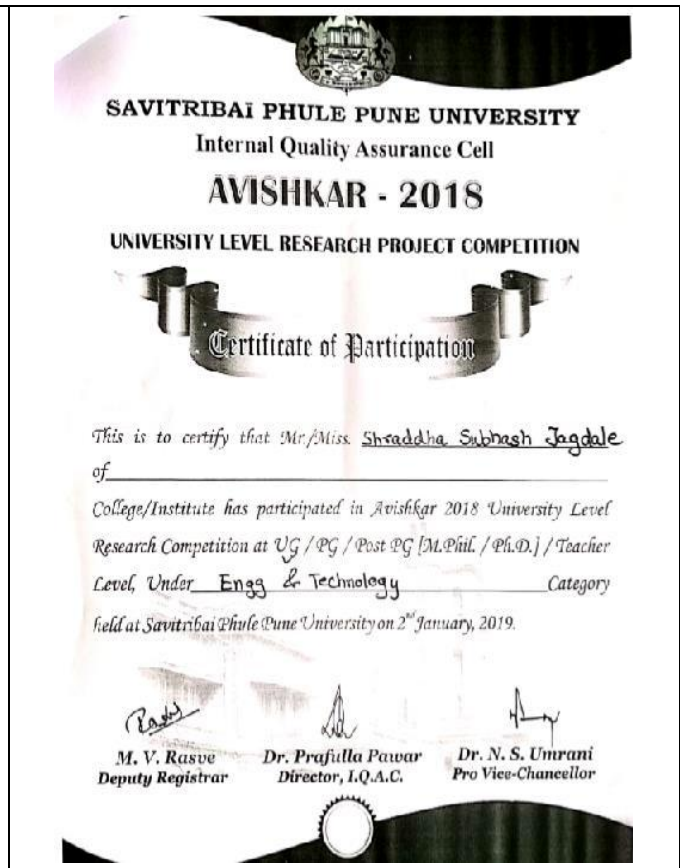 SAVITRIBAI PHULE PUNE UNIVERSITY
Internal Quality Assurance Cell
AVISHKAR - 2018
UNIVERSITY LEVEL RESEARCH PROJECT COMPETITION
Certificate of Participation
This is to certify that Mr./Miss. Shraddha Subhash Jagdale
of
College/Institute has participated in Avishkar 2018 University Level
Research Competition at UG / PG / Post PG [M.Phil. / Ph.D.] / Teacher
Level, Under Engg & Technology Category
held at Savitribai Phule Pune University on 2nd January, 2019.
M. V. Rasve Dr. Prafulla Pawar Dr. N. S. Umrani
Deputy Registrar Director, I.Q.A.C. Pro Vice-Chancellor